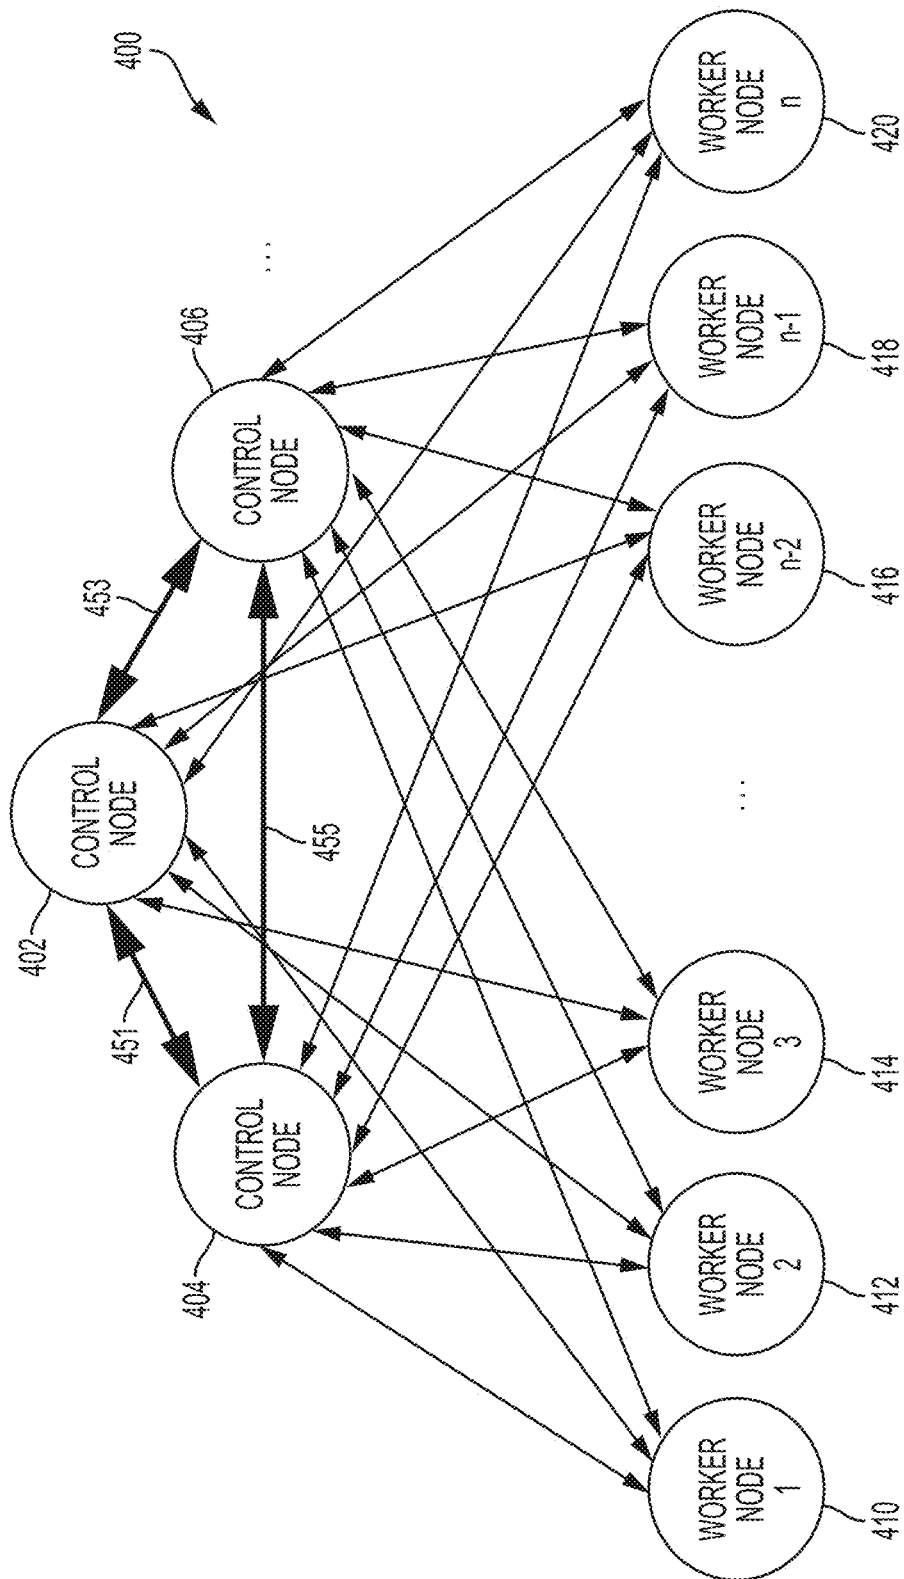 400
402
CONTROL
NODE
451
453
404
CONTROL
NODE
455
406
CONTROL
NODE
...
...
WORKER
NODE
1
410
WORKER
NODE
2
412
WORKER
NODE
3
414
WORKER
NODE
n-2
416
WORKER
NODE
n-1
418
WORKER
NODE
n
420